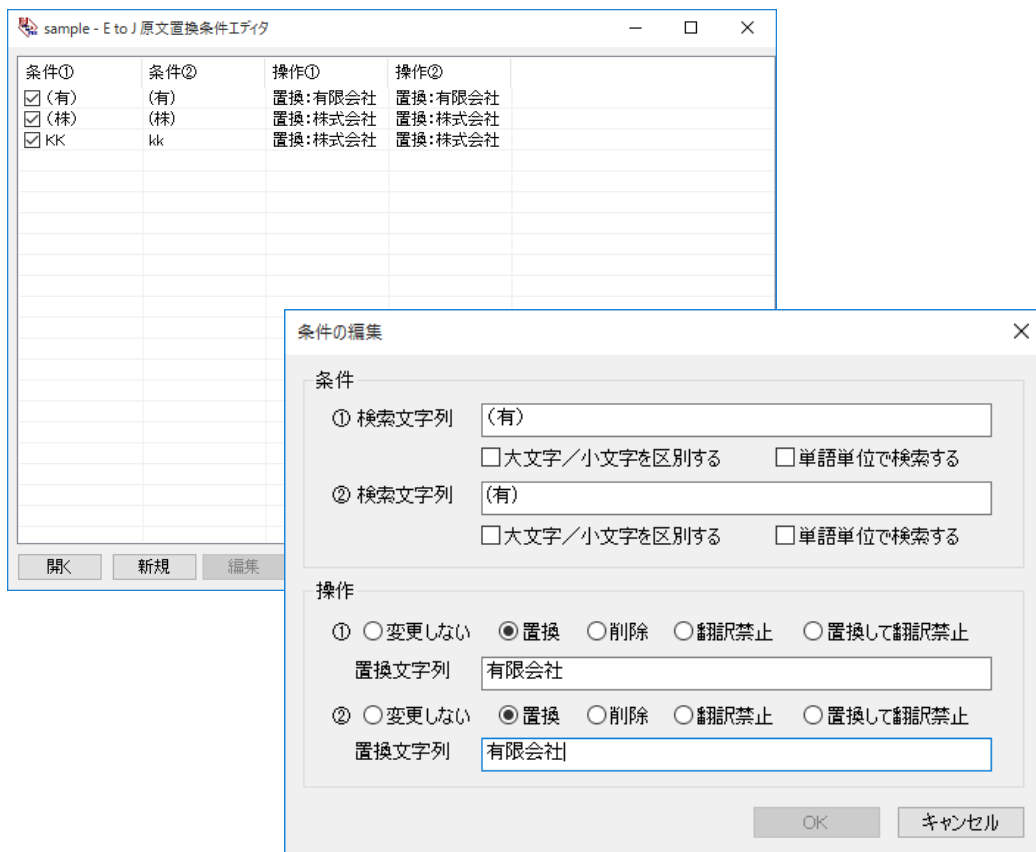 sample - E to J 原文置換条件エディタ
条件① 条件② 操作① 操作②
(有) (有) 置換:有限会社 置換:有限会社
(株) (株) 置換:株式会社 置換:株式会社
KK kk 置換:株式会社 置換:株式会社
開く 新規 編集
条件の編集
条件
① 検索文字列 (有)
大文字/小文字を区別する 単語単位で検索する
② 検索文字列 (有)
大文字/小文字を区別する 単語単位で検索する
操作
① 変更しない 置換 削除 翻訳禁止 置換して翻訳禁止
置換文字列 有限会社
② 変更しない 置換 削除 翻訳禁止 置換して翻訳禁止
置換文字列 有限会社
OK キャンセル